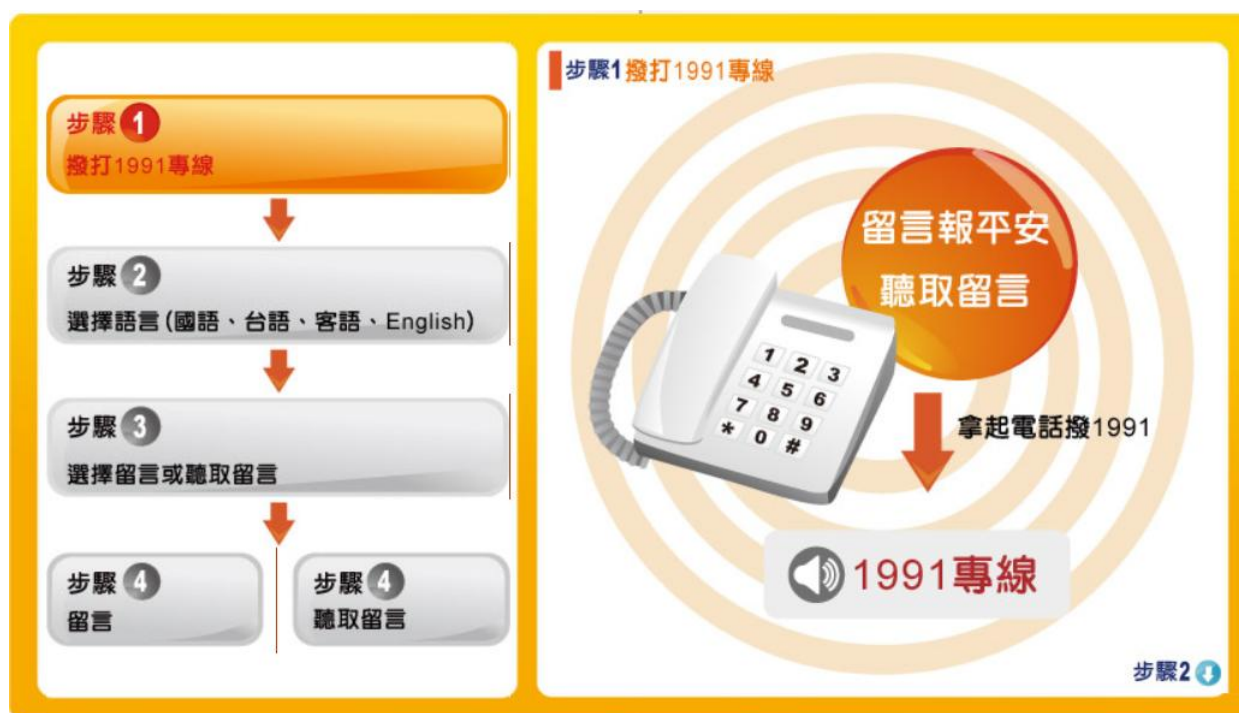 步驟1
撥打1991專線
步驟2
選擇語言(國語、台語、客語、English)
步驟3
選擇留言或聽取留言
步驟4
留言
步驟4
聽取留言
步驟1撥打1991專線
留言報平安
聽取留言
1 2 3
4 5 6
7 8 9
* 0 #
拿起電話撥1991
1991專線
步驟2